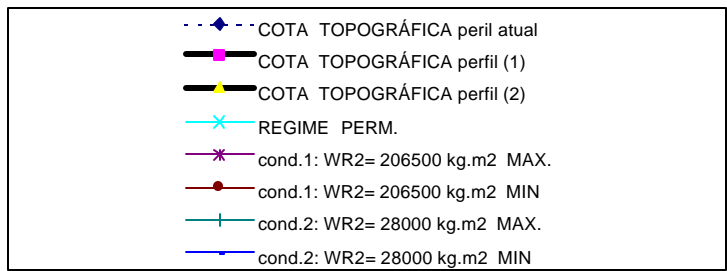 COTA TOPOGRÁFICA peril atual
COTA TOPOGRÁFICA perfil (1)
COTA TOPOGRÁFICA perfil (2)
REGIME PERM.
cond.1: WR2= 206500 kg.m2 MAX.
cond.1: WR2= 206500 kg.m2 MIN
cond.2: WR2= 28000 kg.m2 MAX.
cond.2: WR2= 28000 kg.m2 MIN